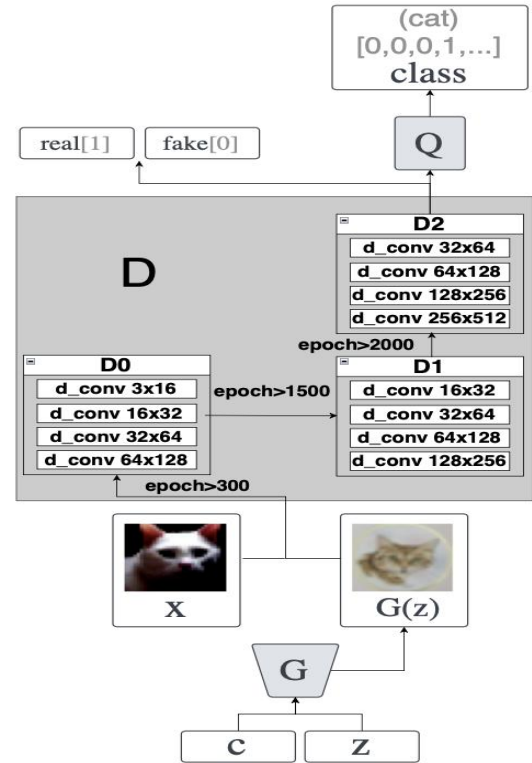 (cat)
[0,0,0,1,...]
class
real[1]
fake[0]
Q
D
D2
d_conv 32x64
d_conv 64x128
d_conv 128x256
d_conv 256x512
epoch>2000
D0
d_conv 3x16
d_conv 16x32
d_conv 32x64
d_conv 64x128
epoch>1500
D1
d_conv 16x32
d_conv 32x64
d_conv 64x128
d_conv 128x256
epoch>300
x
G(z)
G
c
z